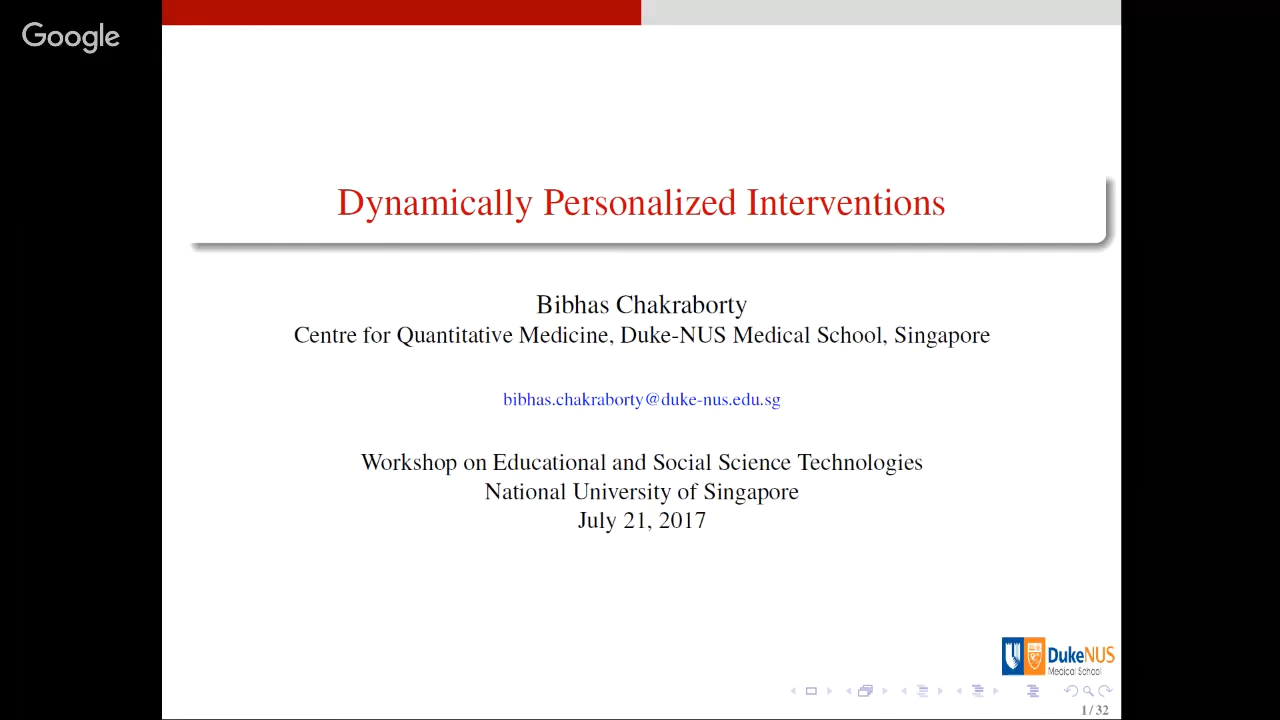 Google
Dynamically Personalized Interventions
Bibhas Chakraborty
Centre for Quantitative Medicine, Duke-NUS Medical School, Singapore
bibhas.chakraborty@duke-nus.edu.sg
Workshop on Educational and Social Science Technologies
National University of Singapore
July 21, 2017
DukeNUS
Medical School
1 / 32